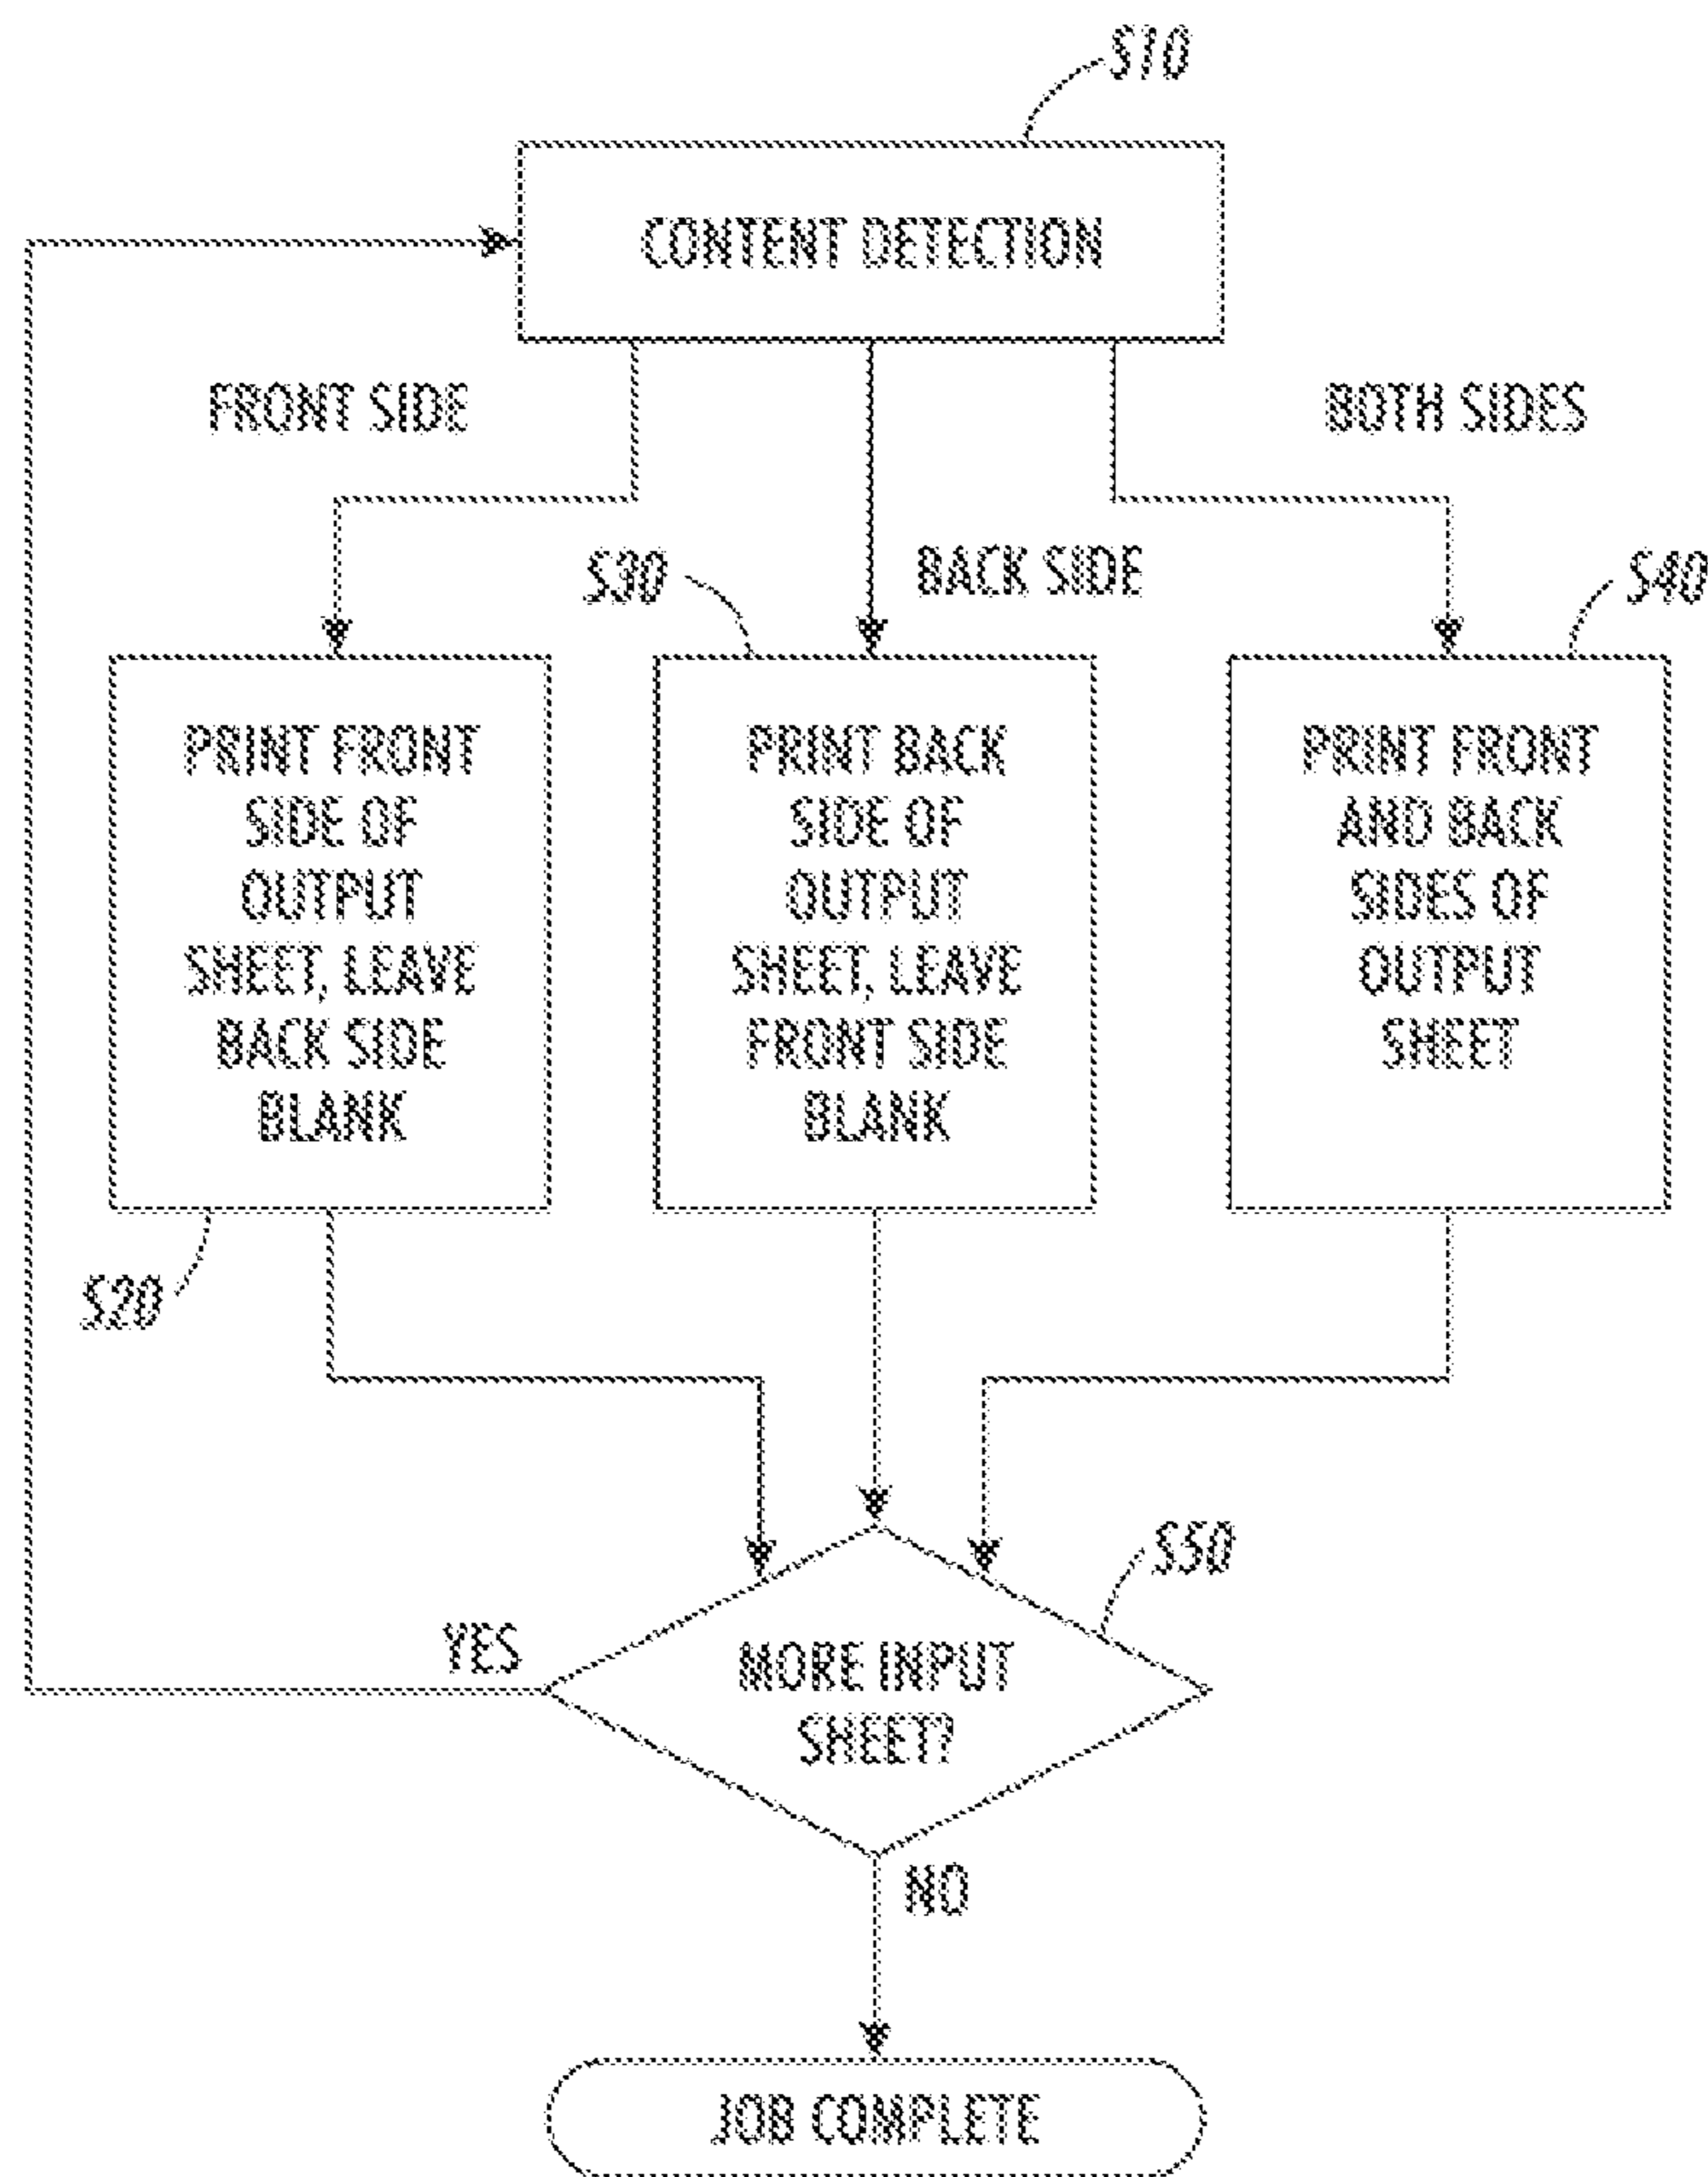 S10
CONTENT DETECTION
FRONT SIDE
BOTH SIDES
S30
BACK SIDE
S40
PRINT FRONT
SIDE OF
OUTPUT
SHEET, LEAVE
BACK SIDE
BLANK
PRINT BACK
SIDE OF
OUTPUT
SHEET, LEAVE
FRONT SIDE
BLANK
PRINT FRONT
AND BACK
SIDES OF
OUTPUT
SHEET
S20
S50
YES
MORE INPUT
SHEET?
NO
JOB COMPLETE